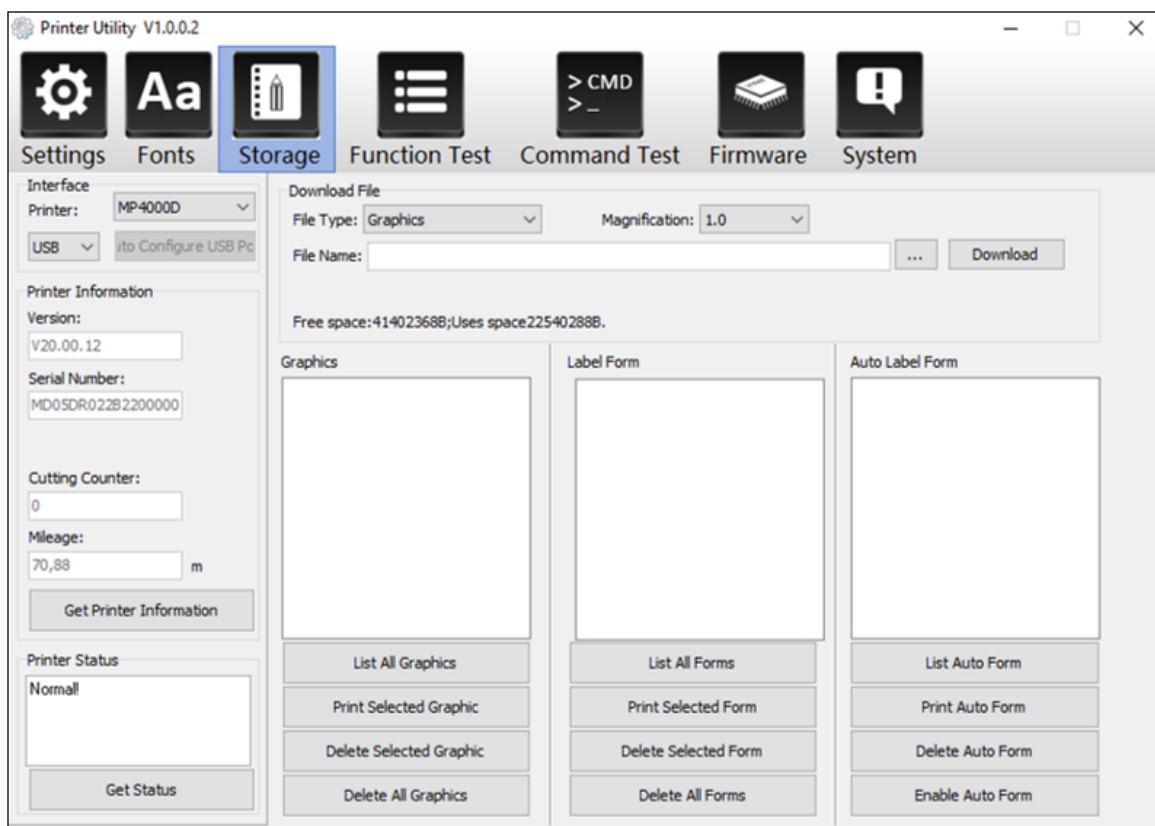 Printer Utility V1.0.0.2
Aa
> CMD
> _
Settings Fonts Storage Function Test Command Test Firmware System
Interface
Printer: MP4000D
USB uto Configure USB Po
Printer Information
Version:
V20.00.12
Serial Number:
MD05DR022B2200000
Cutting Counter:
0
Mileage:
70,88 m
Get Printer Information
Printer Status
Normal!
Get Status
Download File
File Type: Graphics Magnification: 1.0
File Name: ... Download
Free space:41402368B;Uses space22540288B.
Graphics
List All Graphics
Print Selected Graphic
Delete Selected Graphic
Delete All Graphics
Label Form
List All Forms
Print Selected Form
Delete Selected Form
Delete All Forms
Auto Label Form
List Auto Form
Print Auto Form
Delete Auto Form
Enable Auto Form